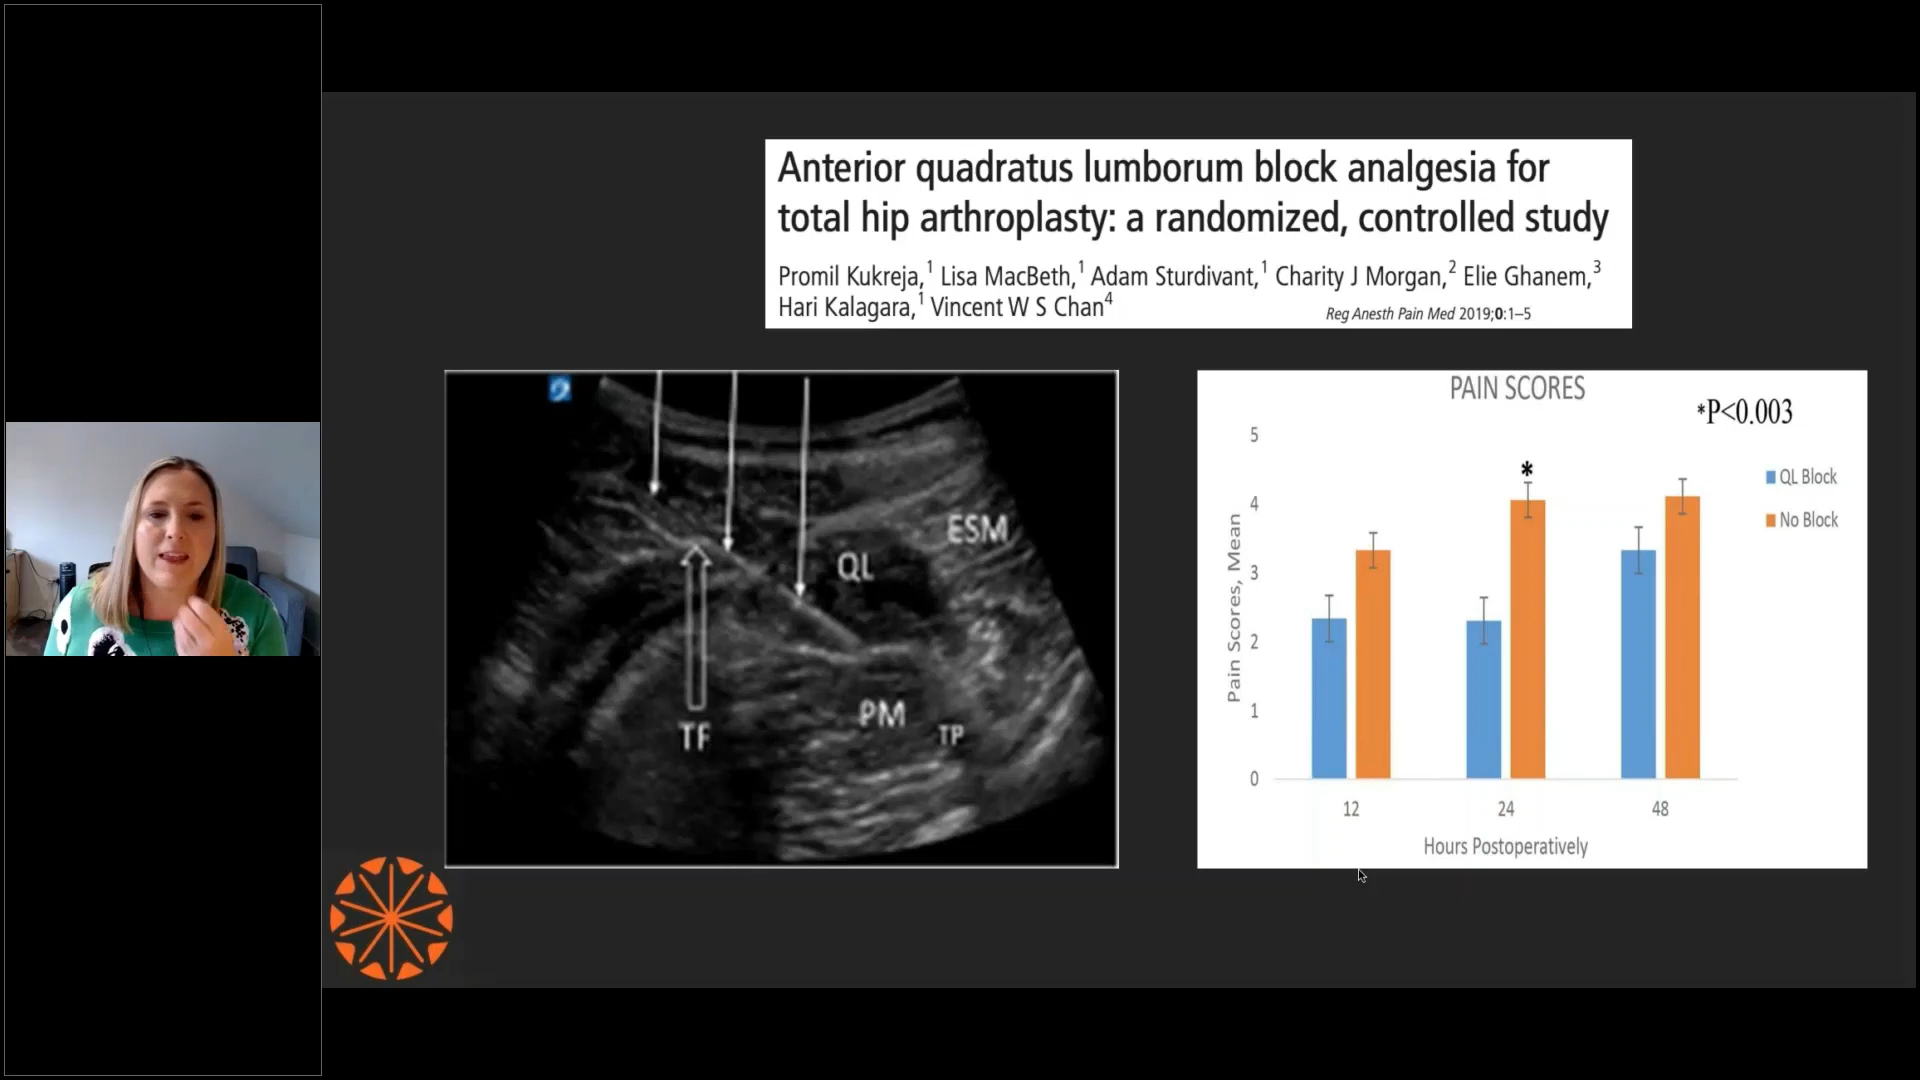 Anterior quadratus lumborum block analgesia for
total hip arthroplasty: a randomized, controlled study
Promil Kukreja,1 Lisa MacBeth,1 Adam Sturdivant,1 Charity J Morgan,2 Elie Ghanem,3
Hari Kalagara,1 Vincent W S Chan4
Reg Anesth Pain Med 2019;0:1–5
ESM
QL
PM
TF
TP
PAIN SCORES
*P<0.003
5
4
3
2
1
0
*
Pain Scores, Mean
QL Block
No Block
12 24 48
Hours Postoperatively